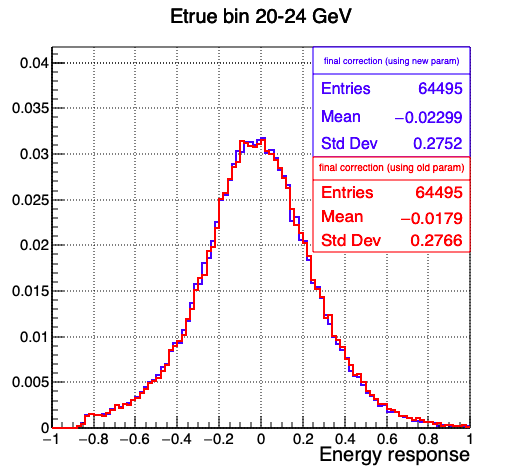 Etrue bin 20-24 GeV
final correction (using new param)
Entries 64495
Mean −0.02299
Std Dev 0.2752
final correction (using old param)
Entries 64495
Mean −0.0179
Std Dev 0.2766
0.04
0.035
0.03
0.025
0.02
0.015
0.01
0.005
0
−1 −0.8 −0.6 −0.4 −0.2 0 0.2 0.4 0.6 0.8 1
Energy response